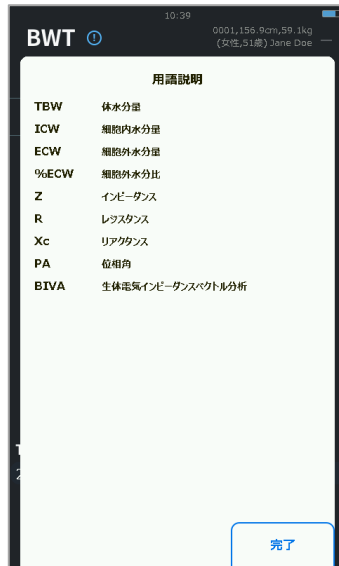 10:39
BWT
0001,156.9cm,59.1kg
(女性,51歳) Jane Doe
用語説明
TBW 体水分量
ICW 細胞内水分量
ECW 細胞外水分量
%ECW 細胞外水分比
Z インピーダンス
R レジスタンス
Xc リアクタンス
PA 位相角
BIVA 生体電気インピーダンスベクトル分析
完了